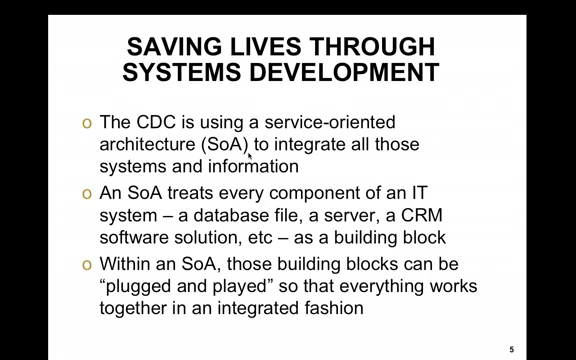 SAVING LIVES THROUGH
SYSTEMS DEVELOPMENT
o The CDC is using a service-oriented
architecture (SoA) to integrate all those
systems and information
o An SoA treats every component of an IT
system – a database file, a server, a CRM
software solution, etc – as a building block
o Within an SoA, those building blocks can be
“plugged and played” so that everything works
together in an integrated fashion
5